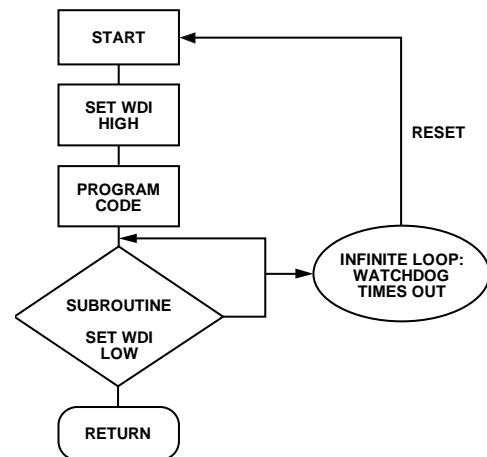 START
SET WDI
HIGH
RESET
PROGRAM
CODE
INFINITE LOOP:
WATCHDOG
TIMES OUT
SUBROUTINE
SET WDI
LOW
RETURN